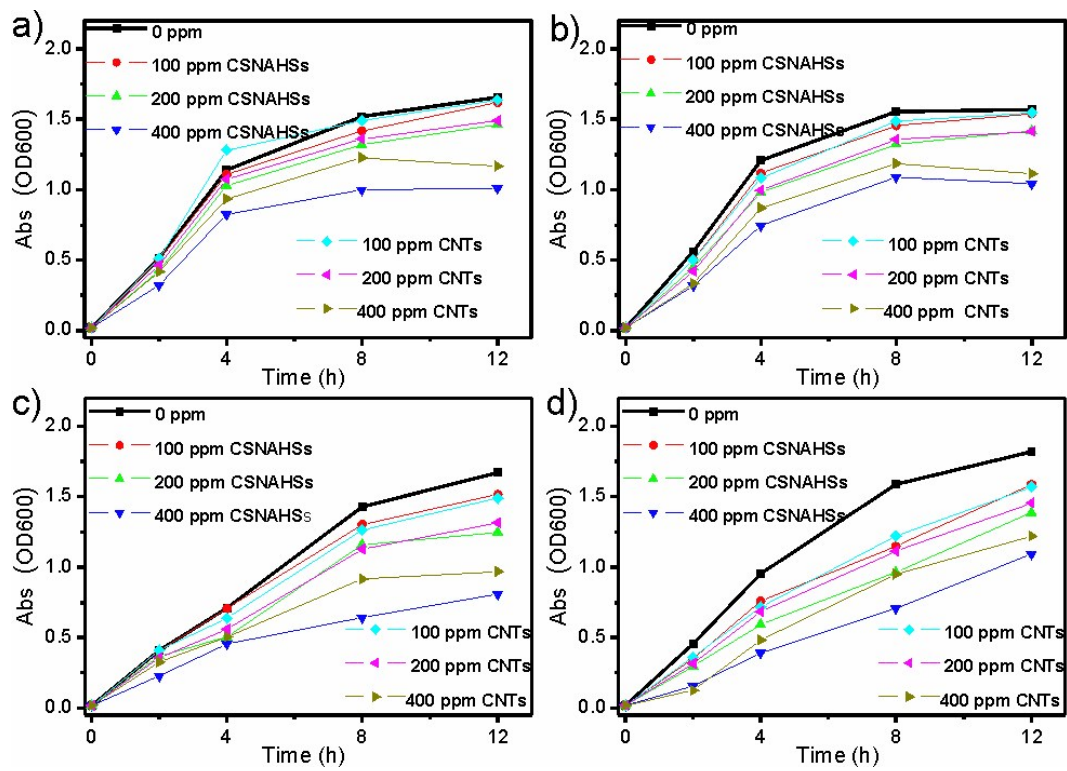 a)
0 ppm
100 ppm CSNAHSs
200 ppm CSNAHSs
400 ppm CSNAHSs
100 ppm CNTs
200 ppm CNTs
400 ppm CNTs
Abs (OD600)
2.0
1.5
1.0
0.5
0.0
0 4 8 12
Time (h)
b)
0 ppm
100 ppm CSNAHSs
200 ppm CSNAHSs
400 ppm CSNAHSs
100 ppm CNTs
200 ppm CNTs
400 ppm CNTs
Abs (OD600)
2.0
1.5
1.0
0.5
0.0
0 4 8 12
Time (h)
c)
0 ppm
100 ppm CSNAHSs
200 ppm CSNAHSs
400 ppm CSNAHSs
100 ppm CNTs
200 ppm CNTs
400 ppm CNTs
Abs (OD600)
2.0
1.5
1.0
0.5
0.0
0 4 8 12
Time (h)
d)
0 ppm
100 ppm CSNAHSs
200 ppm CSNAHSs
400 ppm CSNAHSs
100 ppm CNTs
200 ppm CNTs
400 ppm CNTs
Abs (OD600)
2.0
1.5
1.0
0.5
0.0
0 4 8 12
Time (h)